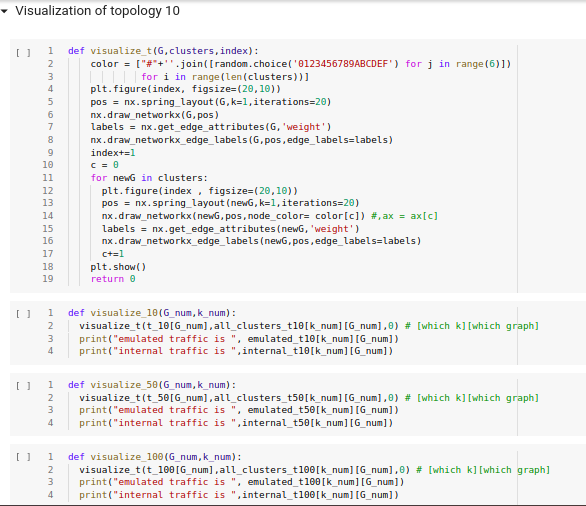 Visualization of topology 10
[ ] 1 def visualize_t(G,clusters,index):
2 color = ["#"+''.join([random.choice('0123456789ABCDEF') for j in range(6)])
3 for i in range(len(clusters))]
4 plt.figure(index, figsize=(20,10))
5 pos = nx.spring_layout(G,k=1,iterations=20)
6 nx.draw_networkx(G,pos)
7 labels = nx.get_edge_attributes(G,'weight')
8 nx.draw_networkx_edge_labels(G,pos,edge_labels=labels)
9 index+=1
10 c = 0
11 for newG in clusters:
12 plt.figure(index , figsize=(20,10))
13 pos = nx.spring_layout(newG,k=1,iterations=20)
14 nx.draw_networkx(newG,pos,node_color= color[c]) #,ax = ax[c]
15 labels = nx.get_edge_attributes(newG,'weight')
16 nx.draw_networkx_edge_labels(newG,pos,edge_labels=labels)
17 c+=1
18 plt.show()
19 return 0
[ ] 1 def visualize_10(G_num,k_num):
2 visualize_t(t_10[G_num],all_clusters_t10[k_num][G_num],0) # [which k][which graph]
3 print("emulated traffic is ", emulated_t10[k_num][G_num])
4 print("internal traffic is ",internal_t10[k_num][G_num])
[ ] 1 def visualize_50(G_num,k_num):
2 visualize_t(t_50[G_num],all_clusters_t50[k_num][G_num],0) # [which k][which graph]
3 print("emulated traffic is ", emulated_t50[k_num][G_num])
4 print("internal traffic is ",internal_t50[k_num][G_num])
[ ] 1 def visualize_100(G_num,k_num):
2 visualize_t(t_100[G_num],all_clusters_t100[k_num][G_num],0) # [which k][which graph]
3 print("emulated traffic is ", emulated_t100[k_num][G_num])
4 print("internal traffic is ",internal_t100[k_num][G_num])